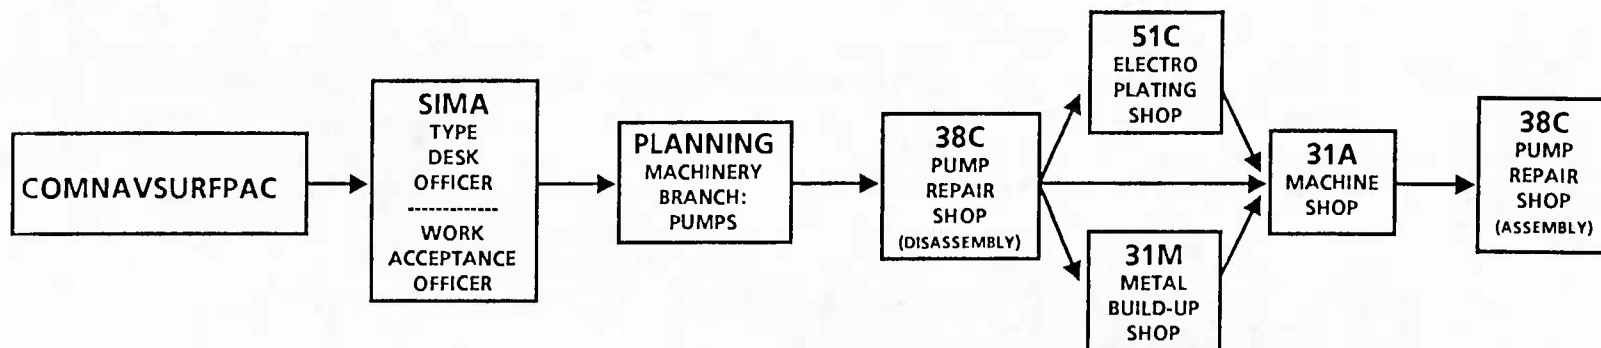 COMNAVSURFPAC
SIMA
TYPE
DESK
OFFICER
------------
WORK
ACCEPTANCE
OFFICER
PLANNING
MACHINERY
BRANCH:
PUMPS
38C
PUMP
REPAIR
SHOP
(DISASSEMBLY)
51C
ELECTRO
PLATING
SHOP
31M
METAL
BUILD-UP
SHOP
31A
MACHINE
SHOP
38C
PUMP
REPAIR
SHOP
(ASSEMBLY)